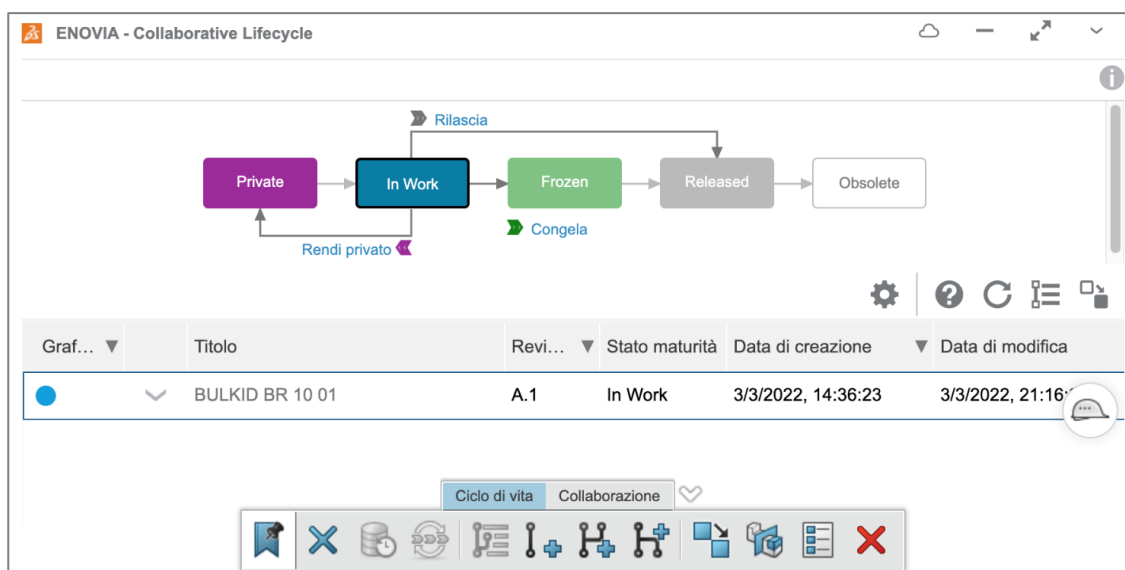 ENOVIA - Collaborative Lifecycle
Rilascia
Private
In Work
Frozen
Released
Obsolete
Congela
Rendi privato
Graf... Titolo Revi... Stato maturità Data di creazione Data di modifica
BULKID BR 10 01 A.1 In Work 3/3/2022, 14:36:23 3/3/2022, 21:16:
Ciclo di vita Collaborazione